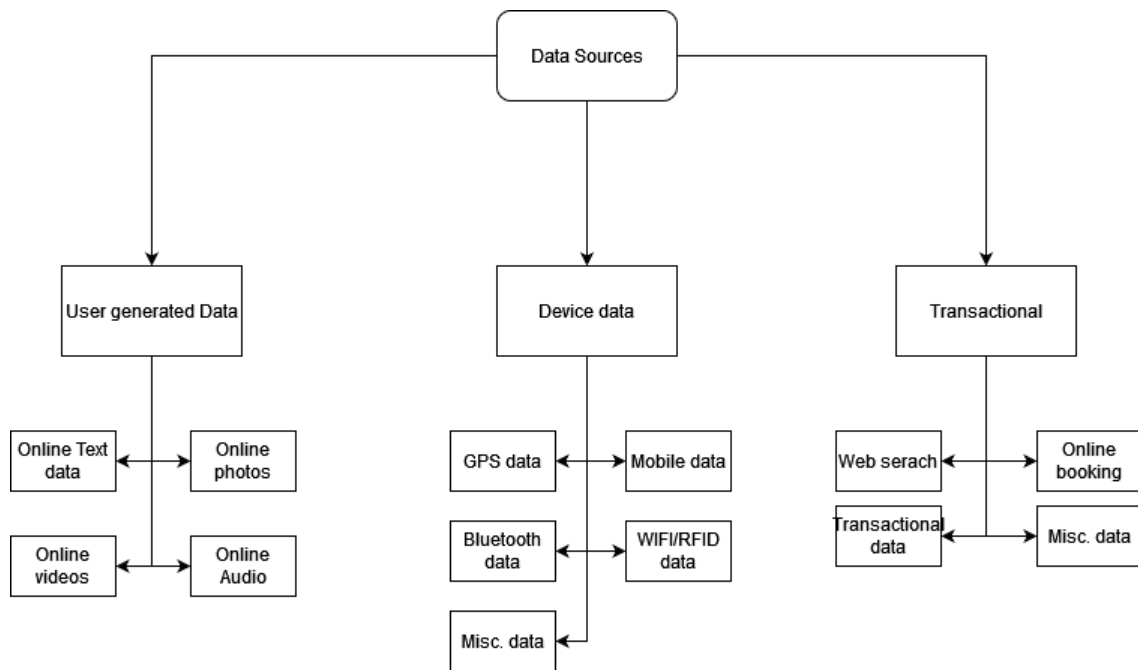 Data Sources
User generated Data
Device data
Transactional
Online Text
data
Online
photos
GPS data
Mobile data
Web serach
Online
booking
Online
videos
Online
Audio
Bluetooth
data
WIFI/RFID
data
Transactional
data
Misc. data
Misc. data